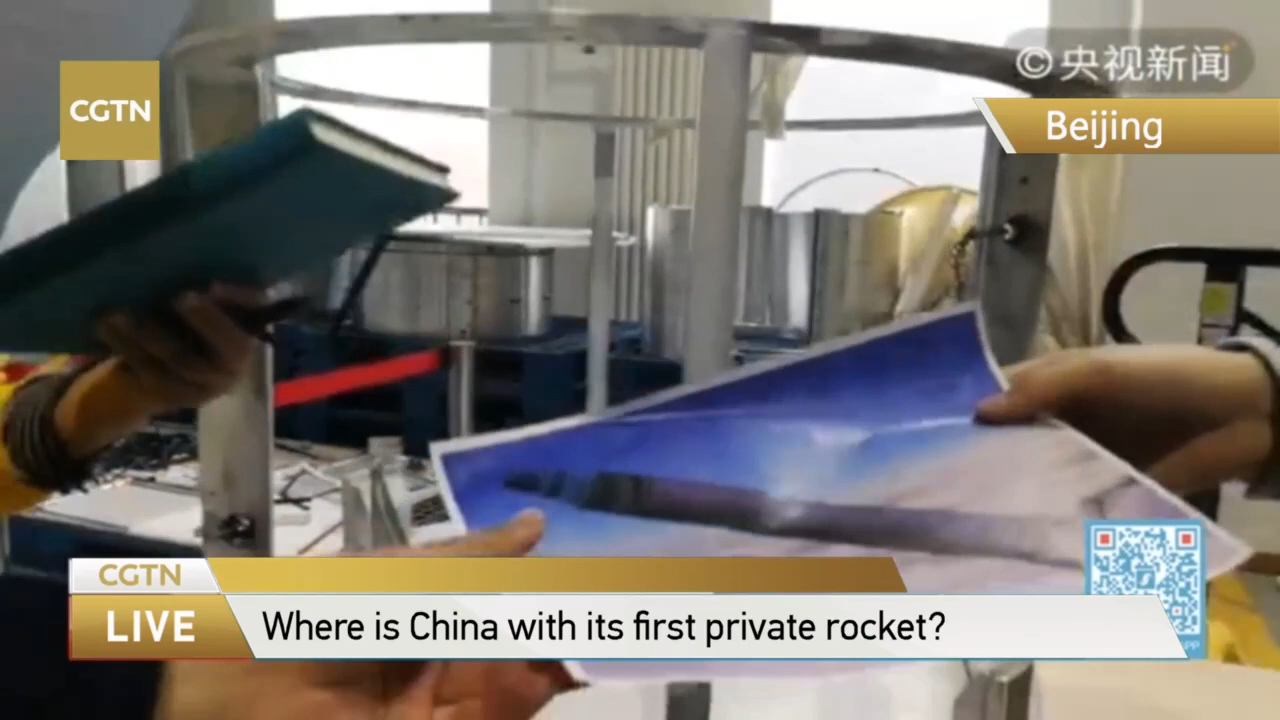 ©央视新闻
CGTN
Beijing
CGTN
LIVE
Where is China with its first private rocket?